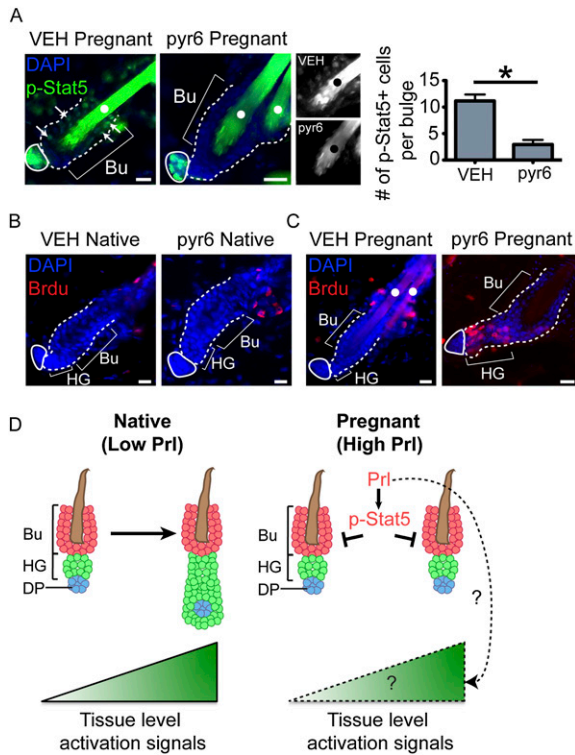 A
VEH Pregnant
pyr6 Pregnant
DAPI
p-Stat5
Bu
Bu
VEH
pyr6
# of p-Stat5+ cells
per bulge
15
10
5
0
*
VEH
pyr6
B
VEH Native
pyr6 Native
DAPI
Brdu
Bu
HG
Bu
HG
C
VEH Pregnant
pyr6 Pregnant
DAPI
Brdu
Bu
HG
Bu
HG
D
Native
(Low Prl)
Pregnant
(High Prl)
Bu
HG
DP
Prl
p-Stat5
Bu
HG
DP
?
?
Tissue level
activation signals
Tissue level
activation signals